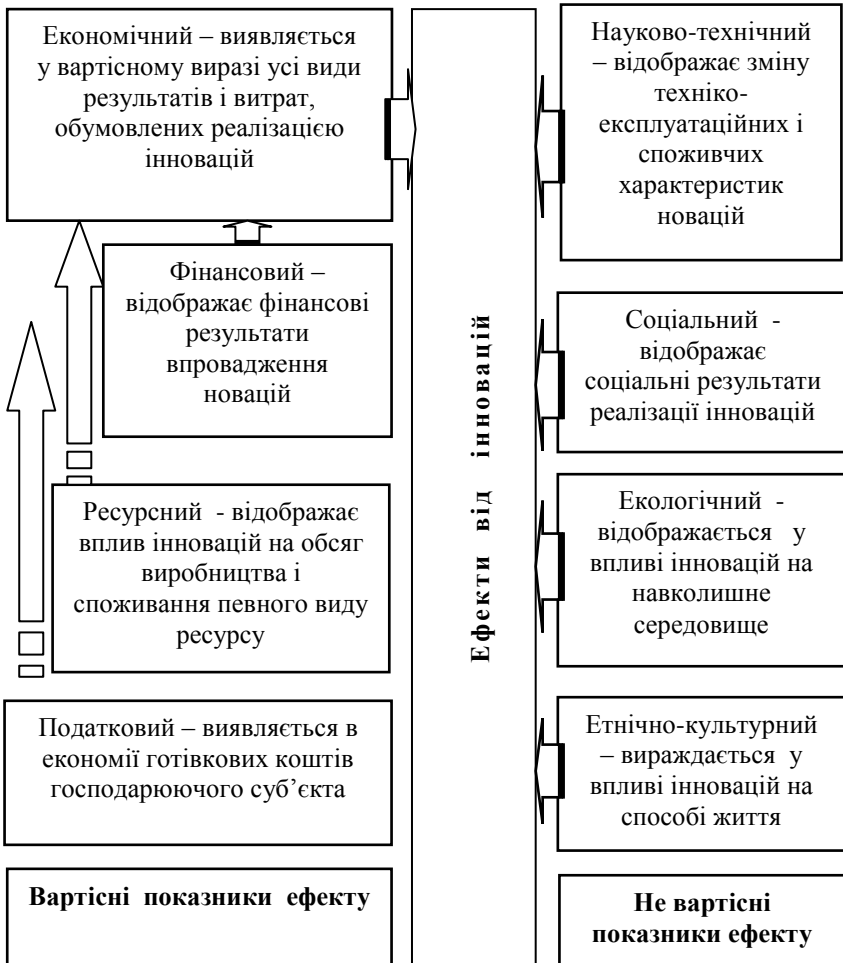 Економічний – виявляється
у вартісному виразі усі види
результатів і витрат,
обумовлених реалізацією
інновацій
Фінансовий –
відображає фінансові
результати
впровадження
новацій
Ресурсний - відображає
вплив інновацій на обсяг
виробництва і
споживання певного виду
ресурсу
Податковий – виявляється в
економії готівкових коштів
господарюючого суб’єкта
Вартісні показники ефекту
Ефекти від інновацій
Науково-технічний
– відображає зміну
техніко-
експлуатаційних і
споживчих
характеристик
новацій
Соціальний -
відображає
соціальні результати
реалізації інновацій
Екологічний -
відображається у
впливі інновацій на
навколишнє
середовище
Етнічно-культурний
– вираждається у
впливі інновацій на
способі життя
Не вартісні
показники ефекту